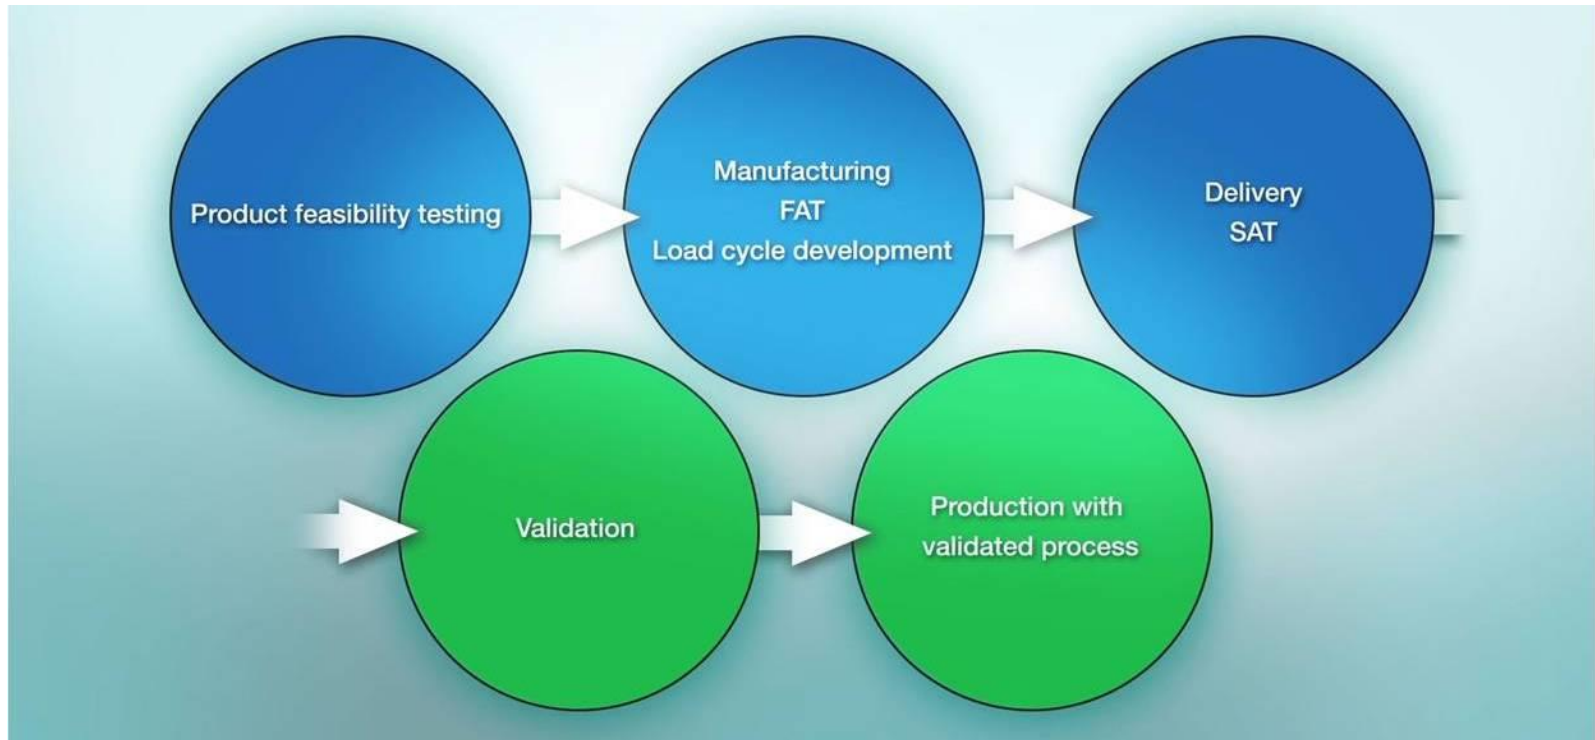 Product feasibility testing
Manufacturing
FAT
Load cycle development
Delivery
SAT
Validation
Production with
validated process